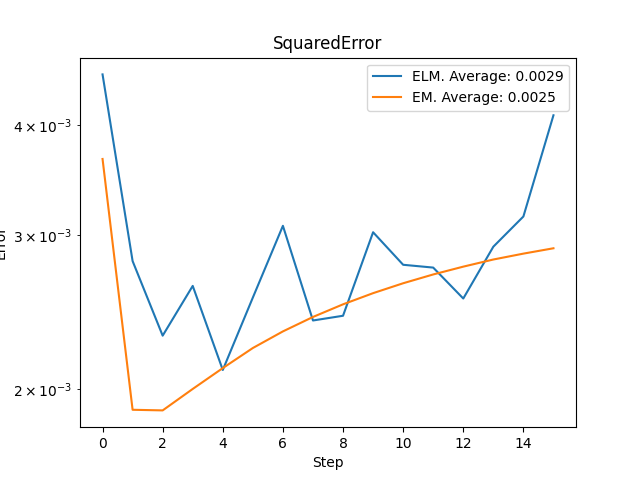 SquaredError
ELM. Average: 0.0029
EM. Average: 0.0025
4 × 10⁻³
3 × 10⁻³
2 × 10⁻³
Error
0 2 4 6 8 10 12 14
Step